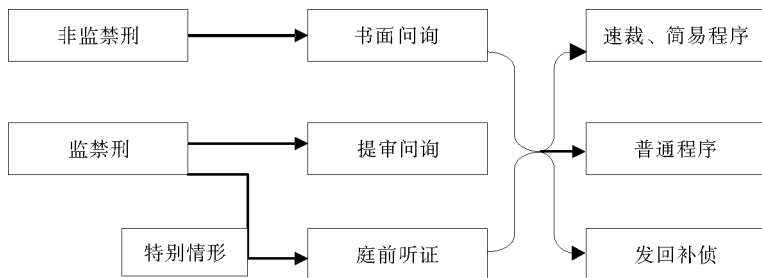 非监禁刑
书面问询
速裁、简易程序
监禁刑
提审问询
普通程序
特别情形
庭前听证
发回补侦